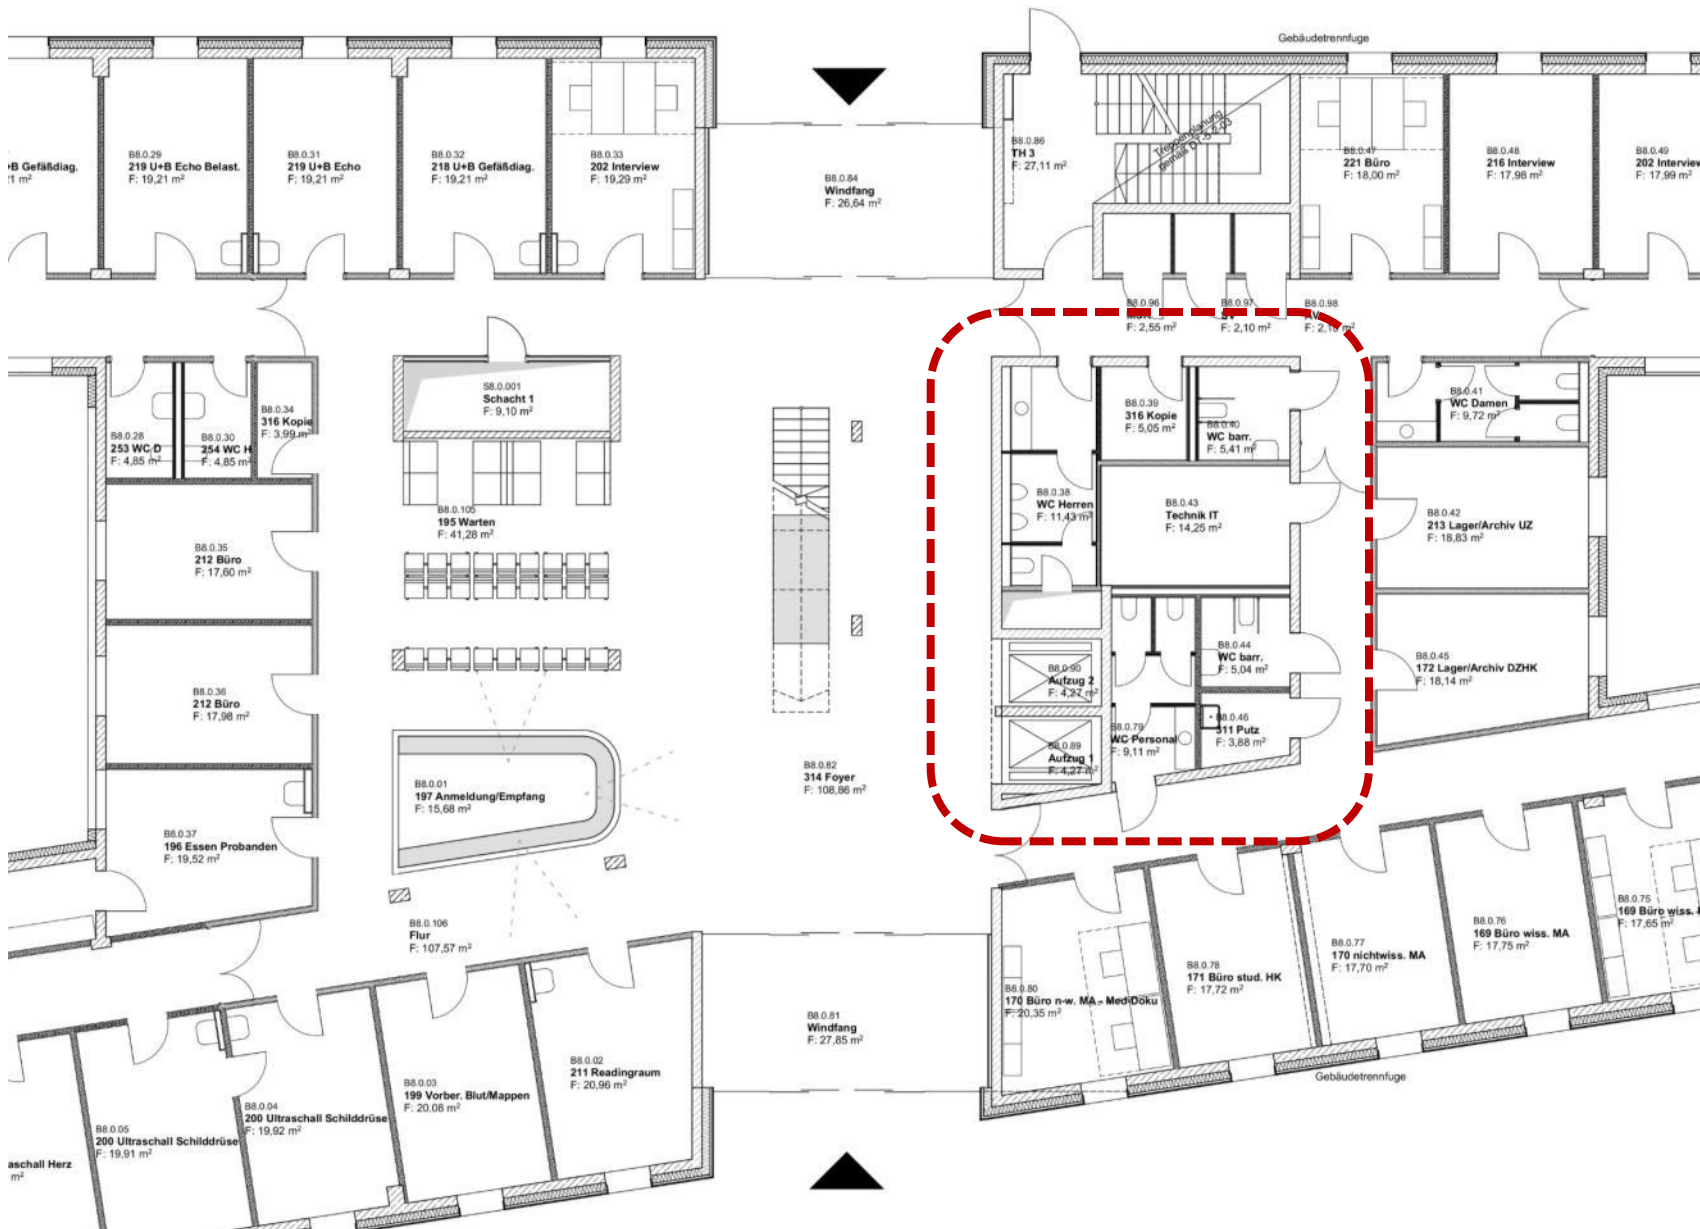 Gebäudetrennfuge
+B Gefäßdiag.
B8.0.29
219 U+B Echo Belast.
F: 19,21 m²
B8.0.31
219 U+B Echo
F: 19,21 m²
B8.0.32
218 U+B Gefäßdiag.
F: 19,21 m²
B8.0.33
202 Interview
F: 19,29 m²
B8.0.84
Windfang
F: 26,64 m²
B8.0.86
TH 3
F: 27,11 m²
Treppenplanung
gemäß DT-5-2-03
B8.0.47
221 Büro
F: 18,00 m²
B8.0.48
216 Interview
F: 17,98 m²
B8.0.49
202 Interview
F: 17,99 m²
B8.0.96
F: 2,55 m²
B8.0.97
F: 2,10 m²
B8.0.98
F: 2,10 m²
B8.0.28
253 WC D
F: 4,85 m²
B8.0.30
254 WC H
F: 4,85 m²
B8.0.34
316 Kopie
F: 3,99 m²
S8.0.001
Schacht 1
F: 9,10 m²
B8.0.39
316 Kopie
F: 5,05 m²
B8.0.40
WC barr.
F: 5,41 m²
B8.0.41
WC Damen
F: 9,72 m²
B8.0.105
195 Warten
F: 41,28 m²
B8.0.38
WC Herren
F: 11,43 m²
B8.0.43
Technik IT
F: 14,25 m²
B8.0.42
213 Lager/Archiv UZ
F: 18,83 m²
B8.0.35
212 Büro
F: 17,60 m²
B8.0.36
212 Büro
F: 17,98 m²
B8.0.90
Aufzug 2
F: 4,27 m²
B8.0.44
WC barr.
F: 5,04 m²
B8.0.45
172 Lager/Archiv DZHK
F: 18,14 m²
B8.0.89
Aufzug 1
F: 4,27 m²
B8.0.79
WC Personal
F: 9,11 m²
B8.0.46
311 Putz
F: 3,88 m²
B8.0.01
197 Anmeldung/Empfang
F: 15,68 m²
B8.0.82
314 Foyer
F: 108,86 m²
B8.0.37
196 Essen Probanden
F: 19,52 m²
B8.0.106
Flur
F: 107,57 m²
B8.0.75
169 Büro wiss.
F: 17,65 m²
B8.0.76
169 Büro wiss. MA
F: 17,75 m²
B8.0.77
170 nichtwiss. MA
F: 17,70 m²
B8.0.78
171 Büro stud. HK
F: 17,72 m²
B8.0.80
170 Büro n-w. MA - Med-Doku
F: 20,35 m²
B8.0.81
Windfang
F: 27,85 m²
B8.0.02
211 Readingraum
F: 20,96 m²
B8.0.03
199 Vorber. Blut/Mappen
F: 20,08 m²
B8.0.04
200 Ultraschall Schilddrüse
F: 19,92 m²
B8.0.05
200 Ultraschall Schilddrüse
F: 19,91 m²
aschall Herz
m²
Gebäudetrennfuge